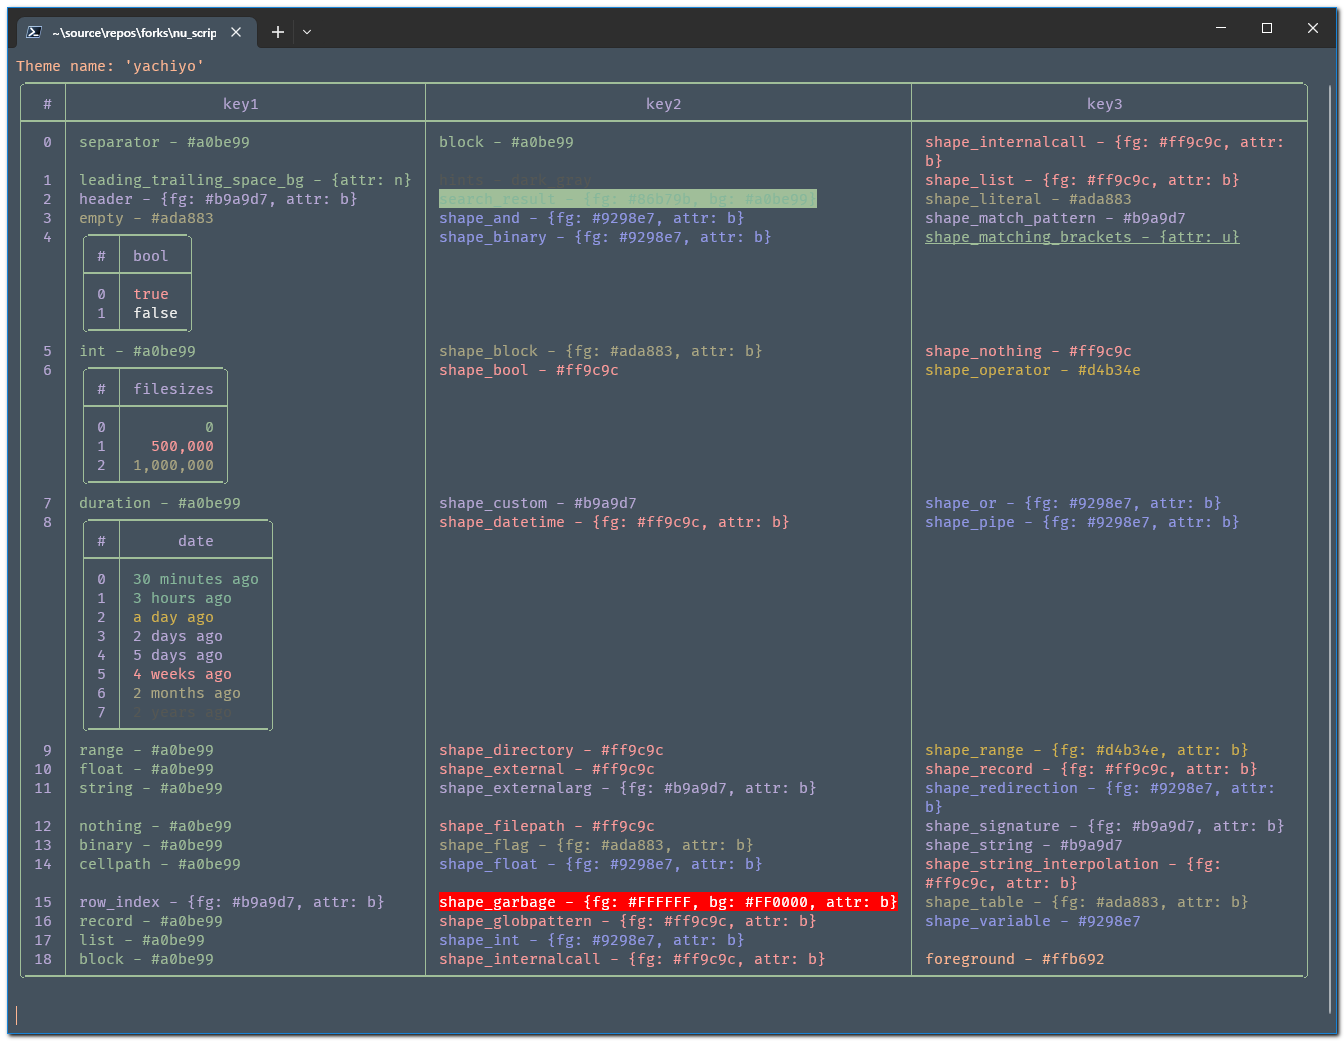 ~\source\repos\forks\nu_scrip
Theme name: 'yachiyo'
# key1 key2 key3
0 separator - #a0be99 block - #a0be99 shape_internalcall - {fg: #ff9c9c, attr:
b}
1 leading_trailing_space_bg - {attr: n} hints - dark_gray shape_list - {fg: #ff9c9c, attr: b}
2 header - {fg: #b9a9d7, attr: b} search_result - {fg: #86b79b, bg: #a0be99} shape_literal - #ada883
3 empty - #ada883 shape_and - {fg: #9298e7, attr: b} shape_match_pattern - #b9a9d7
4 shape_binary - {fg: #9298e7, attr: b} shape_matching_brackets - {attr: u}
# bool
0 true
1 false
5 int - #a0be99 shape_block - {fg: #ada883, attr: b} shape_nothing - #ff9c9c
6 shape_bool - #ff9c9c shape_operator - #d4b34e
# filesizes
0 0
1 500,000
2 1,000,000
7 duration - #a0be99 shape_custom - #b9a9d7 shape_or - {fg: #9298e7, attr: b}
8 shape_datetime - {fg: #ff9c9c, attr: b} shape_pipe - {fg: #9298e7, attr: b}
# date
0 30 minutes ago
1 3 hours ago
2 a day ago
3 2 days ago
4 5 days ago
5 4 weeks ago
6 2 months ago
7 2 years ago
9 range - #a0be99 shape_directory - #ff9c9c shape_range - {fg: #d4b34e, attr: b}
10 float - #a0be99 shape_external - #ff9c9c shape_record - {fg: #ff9c9c, attr: b}
11 string - #a0be99 shape_externalarg - {fg: #b9a9d7, attr: b} shape_redirection - {fg: #9298e7, attr:
b}
12 nothing - #a0be99 shape_filepath - #ff9c9c shape_signature - {fg: #b9a9d7, attr: b}
13 binary - #a0be99 shape_flag - {fg: #ada883, attr: b} shape_string - #b9a9d7
14 cellpath - #a0be99 shape_float - {fg: #9298e7, attr: b} shape_string_interpolation - {fg:
#ff9c9c, attr: b}
15 row_index - {fg: #b9a9d7, attr: b} shape_garbage - {fg: #FFFFFF, bg: #FF0000, attr: b} shape_table - {fg: #ada883, attr: b}
16 record - #a0be99 shape_globpattern - {fg: #ff9c9c, attr: b} shape_variable - #9298e7
17 list - #a0be99 shape_int - {fg: #9298e7, attr: b}
18 block - #a0be99 shape_internalcall - {fg: #ff9c9c, attr: b} foreground - #ffb692